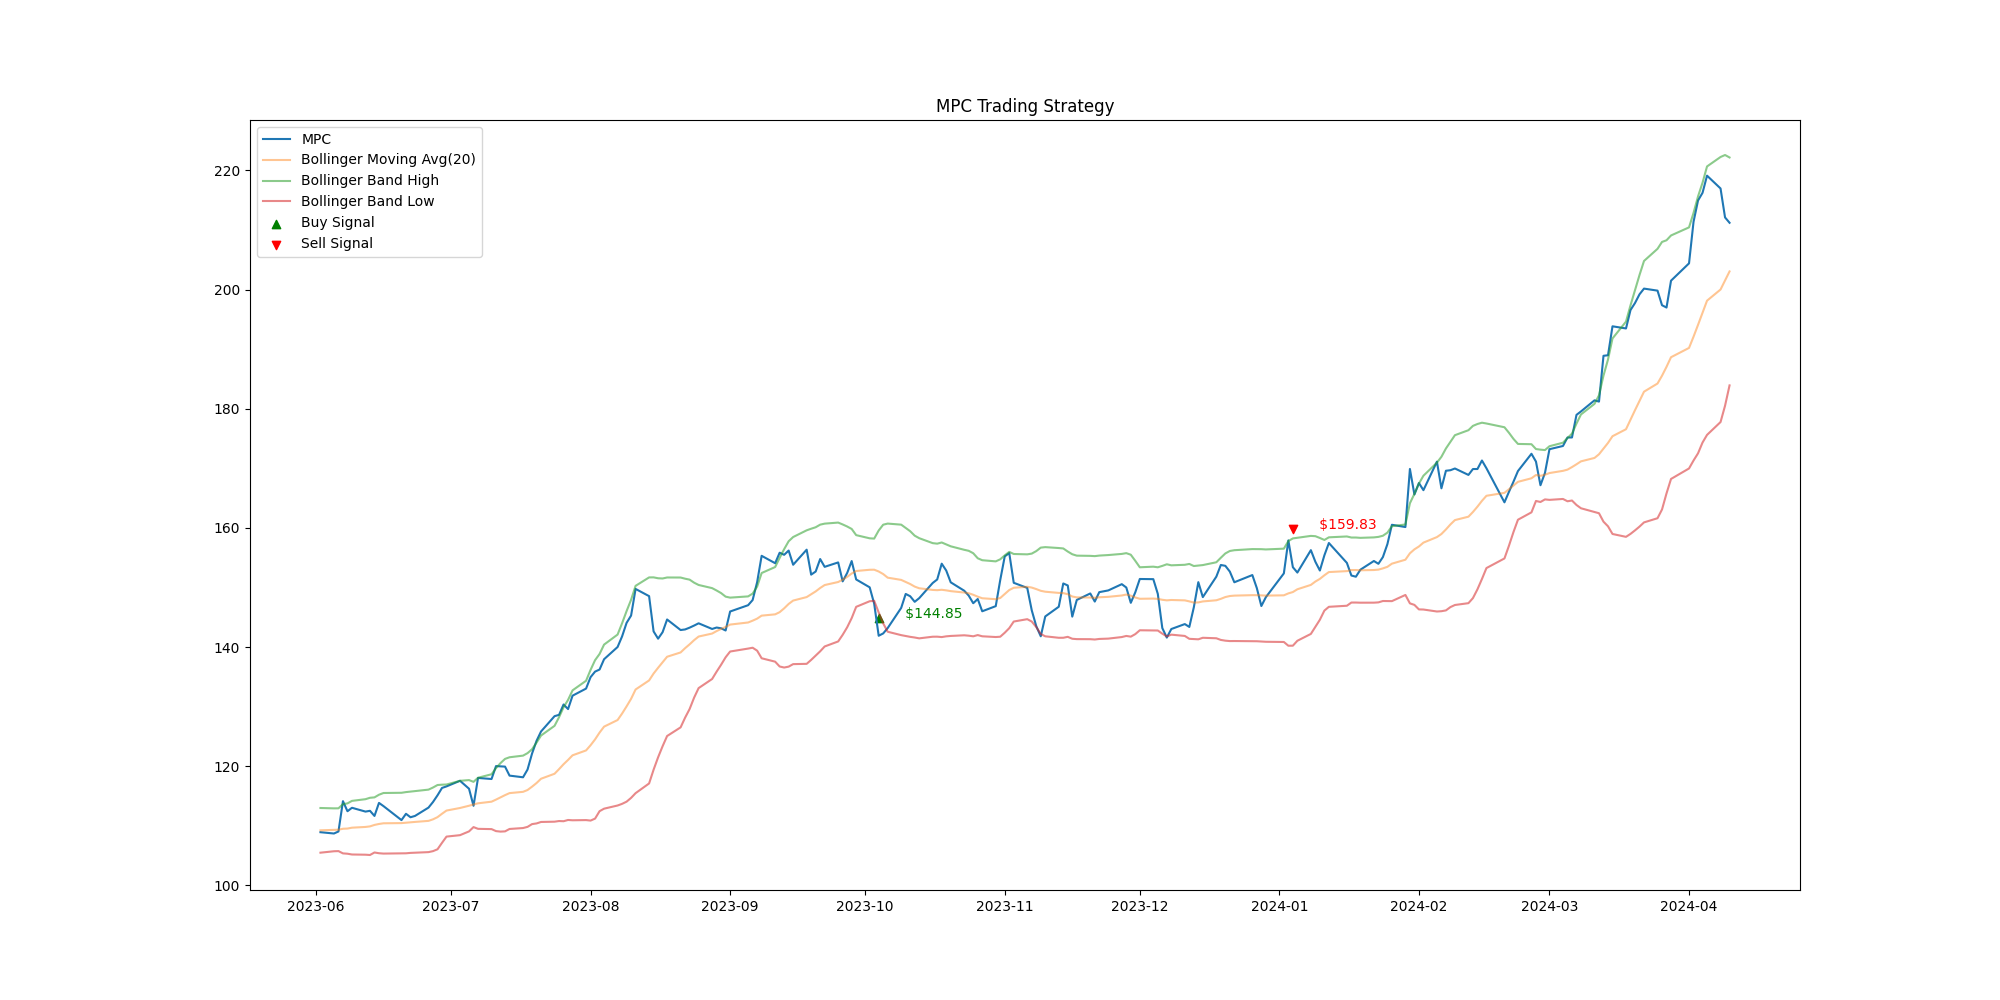 MPC Trading Strategy
MPC
Bollinger Moving Avg(20)
Bollinger Band High
Bollinger Band Low
Buy Signal
Sell Signal
220
200
180
160
140
120
100
$159.83
$144.85
2023-06 2023-07 2023-08 2023-09 2023-10 2023-11 2023-12 2024-01 2024-02 2024-03 2024-04